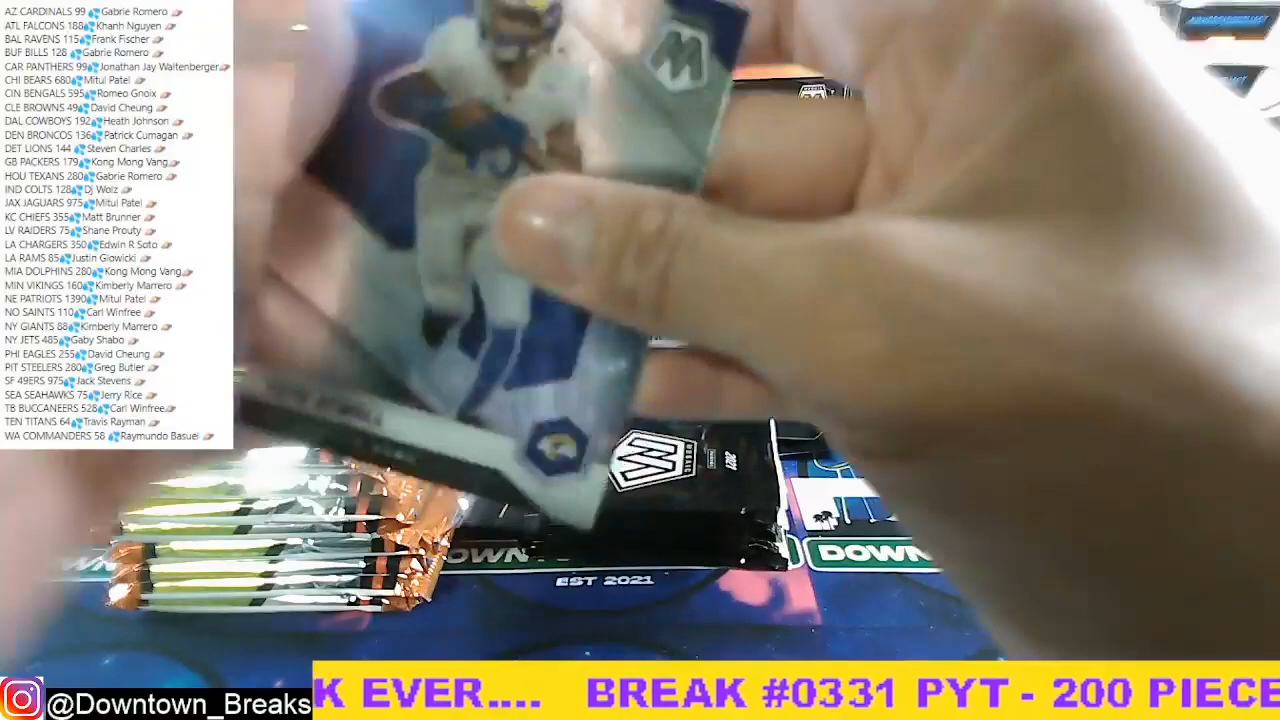 AZ CARDINALS 99💦Gabrie Romero🏈
ATL FALCONS 188💦Khanh Nguyen🏈
BAL RAVENS 115💦Frank Fischer🏈
BUF BILLS 128 💦Gabrie Romero🏈
CAR PANTHERS 99💦Jonathan Jay Waltenberger🏈
CHI BEARS 680💦Mitul Patel 🏈
CIN BENGALS 595💦Romeo Gnoix 🏈
CLE BROWNS 49💦David Cheung 🏈
DAL COWBOYS 192💦Heath Johnson 🏈
DEN BRONCOS 136💦Patrick Cumagan 🏈
DET LIONS 144 💦Steven Charles 🏈
GB PACKERS 179💦Kong Mong Vang🏈
HOU TEXANS 280💦Gabrie Romero 🏈
IND COLTS 128💦DJ Wolz 🏈
JAX JAGUARS 975💦Mitul Patel 🏈
KC CHIEFS 355💦Matt Brunner 🏈
LV RAIDERS 75💦Shane Prouty 🏈
LA CHARGERS 350💦Edwin R Soto 🏈
LA RAMS 85💦Justin Glowicki 🏈
MIA DOLPHINS 280💦Kong Mong Vang🏈
MIN VIKINGS 160💦Kimberly Marrero 🏈
NE PATRIOTS 1390💦Mitul Patel 🏈
NO SAINTS 110💦Carl Winfree 🏈
NY GIANTS 88💦Kimberly Marrero 🏈
NY JETS 485💦Gaby Shabo 🏈
PHI EAGLES 255💦David Cheung 🏈
PIT STEELERS 280💦Greg Butler 🏈
SF 49ERS 975💦Jack Stevens 🏈
SEA SEAHAWKS 75💦Jerry Rice 🏈
TB BUCCANEERS 528💦Carl Winfree🏈
TEN TITANS 64💦Travis Rayman 🏈
WA COMMANDERS 58 💦Raymundo Basuel 🏈
MOSAIC
2021
DOWN
EST 2021
@Downtown_Breaks
K EVER.... BREAK #0331 PYT - 200 PIECE